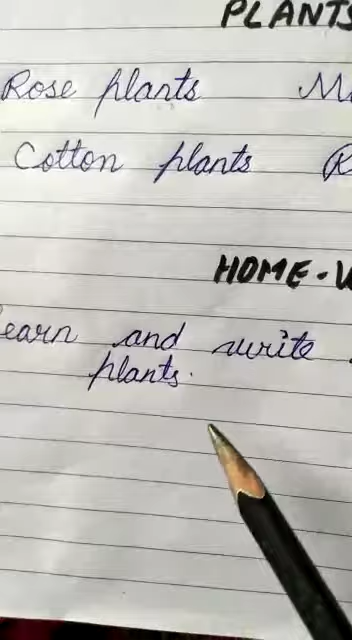 PLANTS
Rose plants
Cotton plants
HOME-
and write
plants.